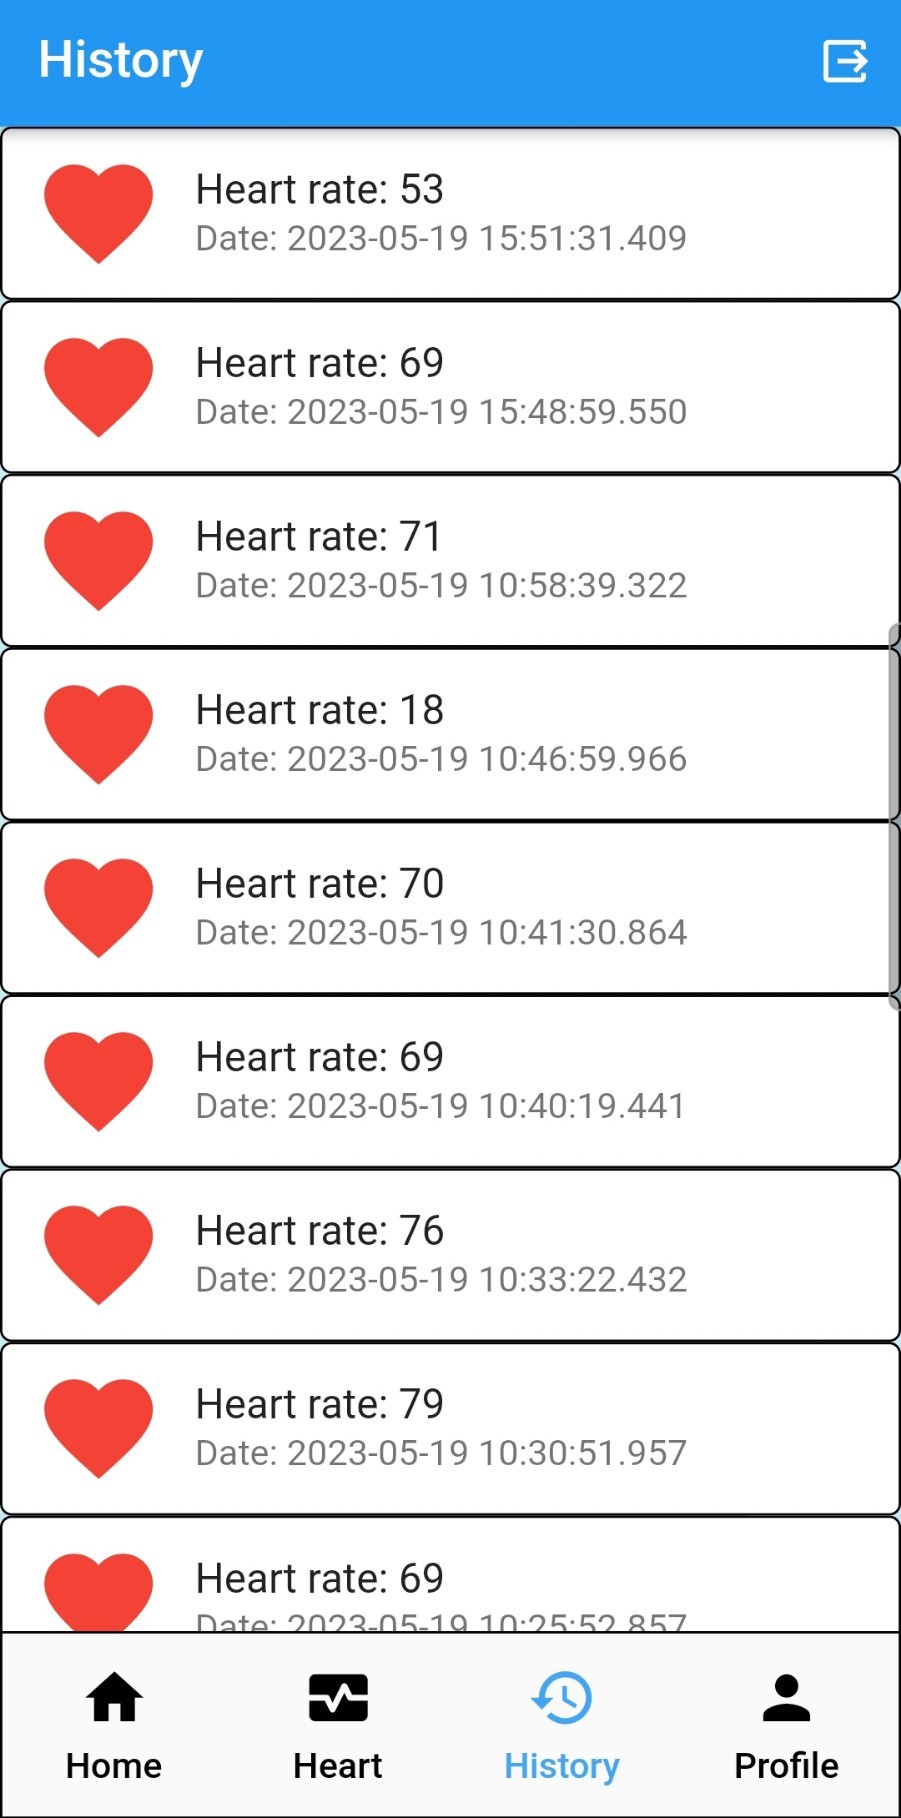 History
Heart rate: 53
Date: 2023-05-19 15:51:31.409
Heart rate: 69
Date: 2023-05-19 15:48:59.550
Heart rate: 71
Date: 2023-05-19 10:58:39.322
Heart rate: 18
Date: 2023-05-19 10:46:59.966
Heart rate: 70
Date: 2023-05-19 10:41:30.864
Heart rate: 69
Date: 2023-05-19 10:40:19.441
Heart rate: 76
Date: 2023-05-19 10:33:22.432
Heart rate: 79
Date: 2023-05-19 10:30:51.957
Heart rate: 69
Date: 2023-05-19 10:25:52.857
Home Heart History Profile